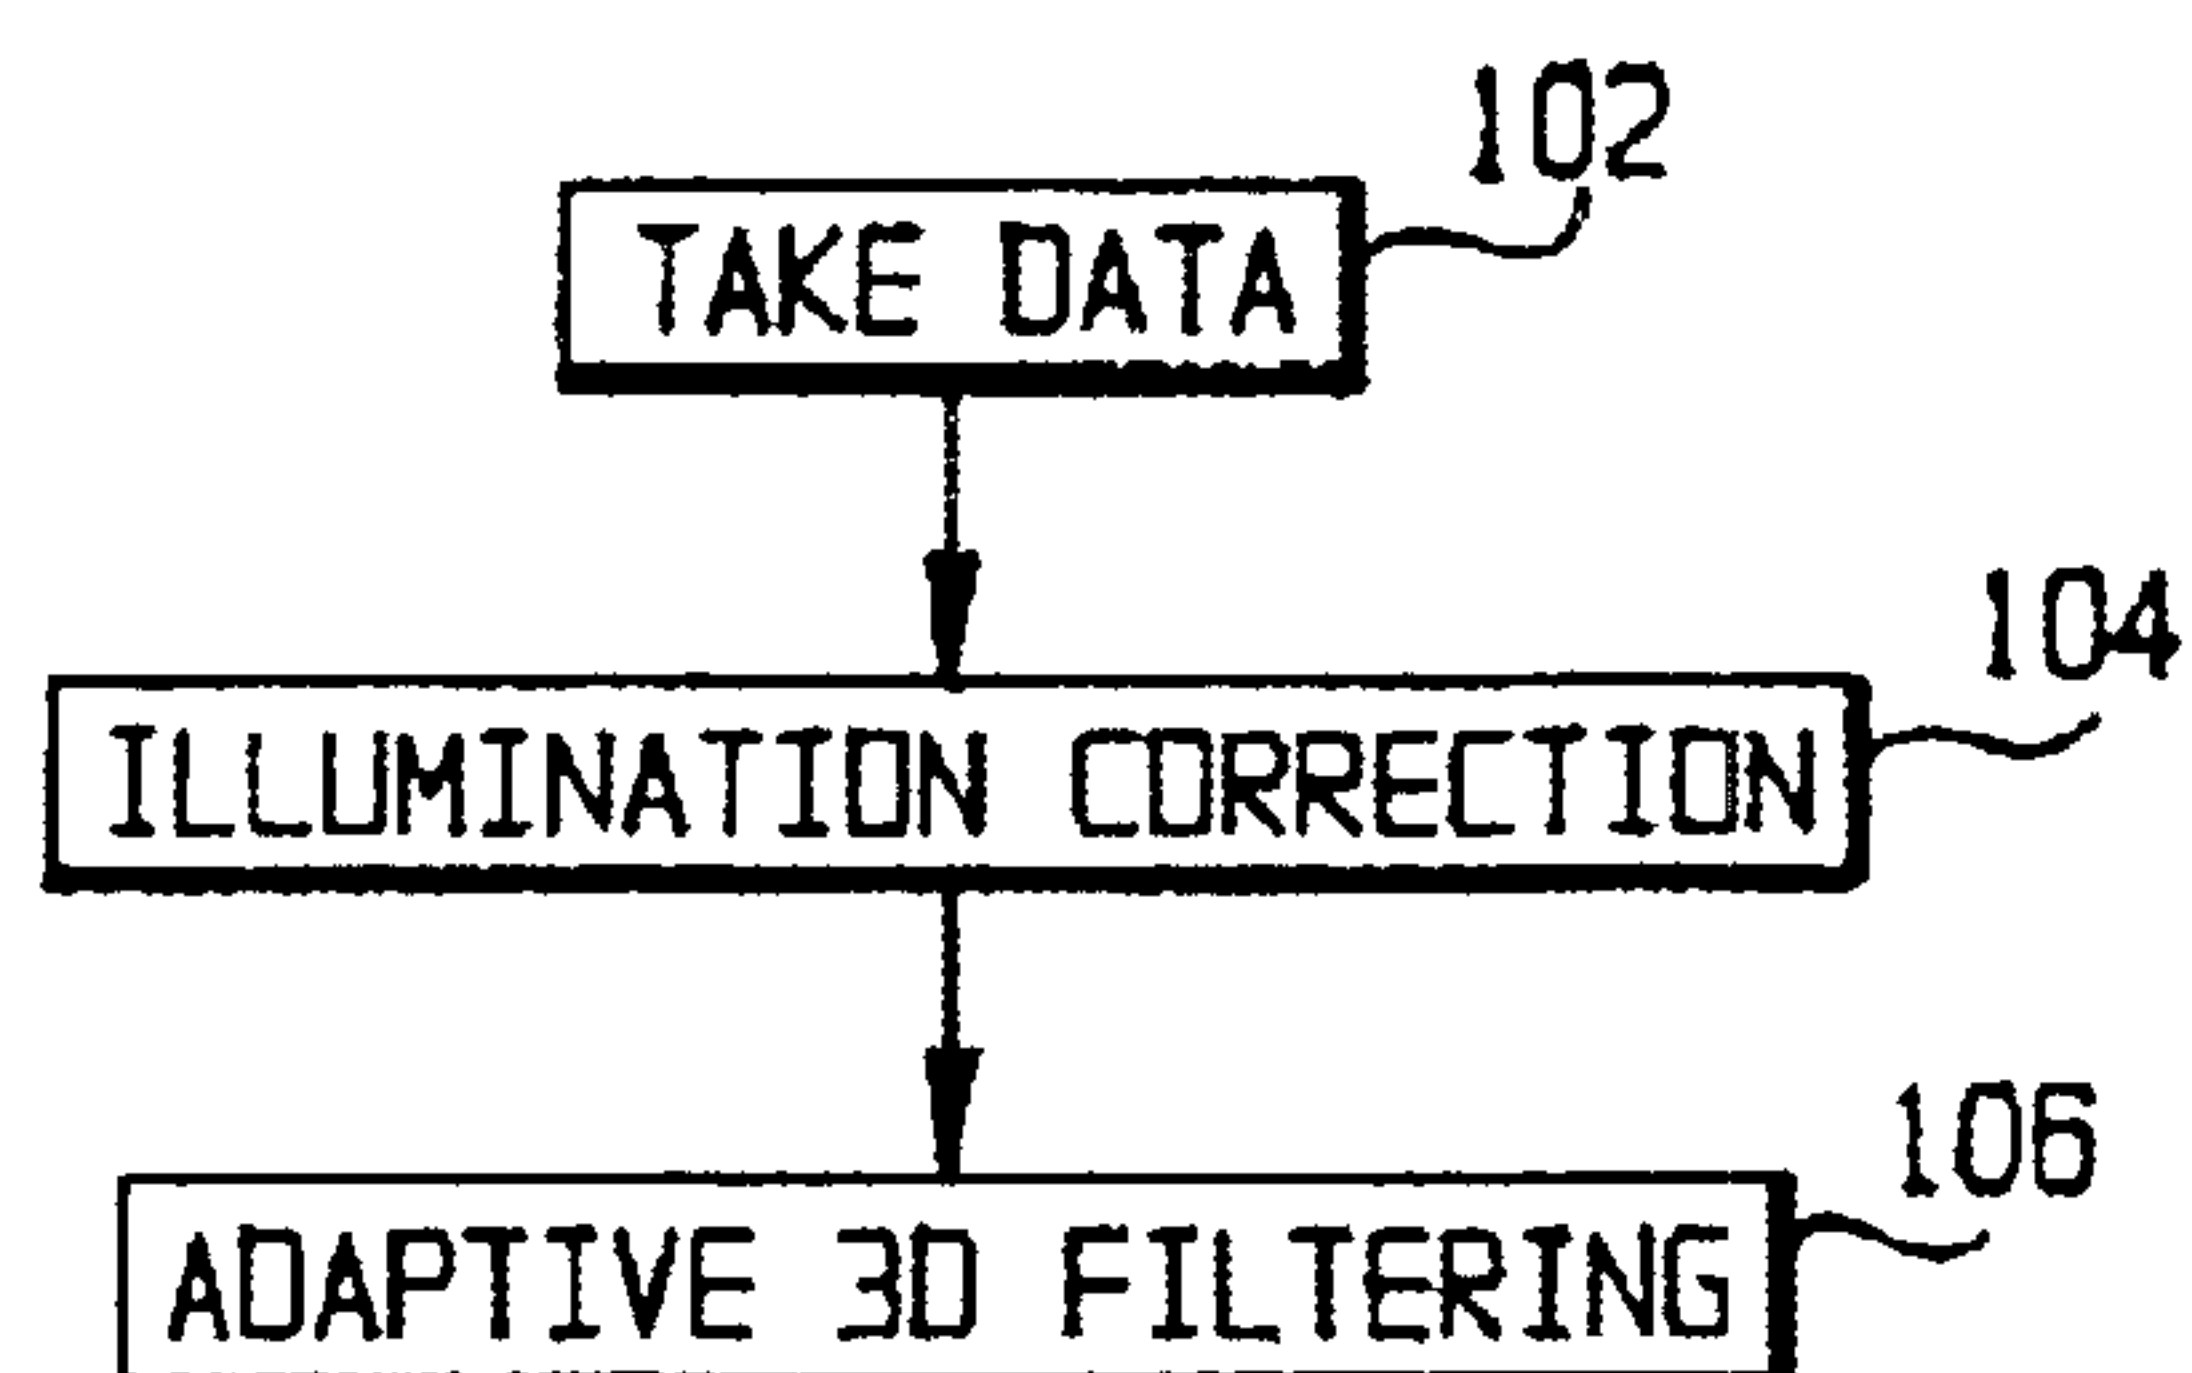 102
TAKE DATA
104
ILLUMINATION CORRECTION
106
ADAPTIVE 3D FILTERING